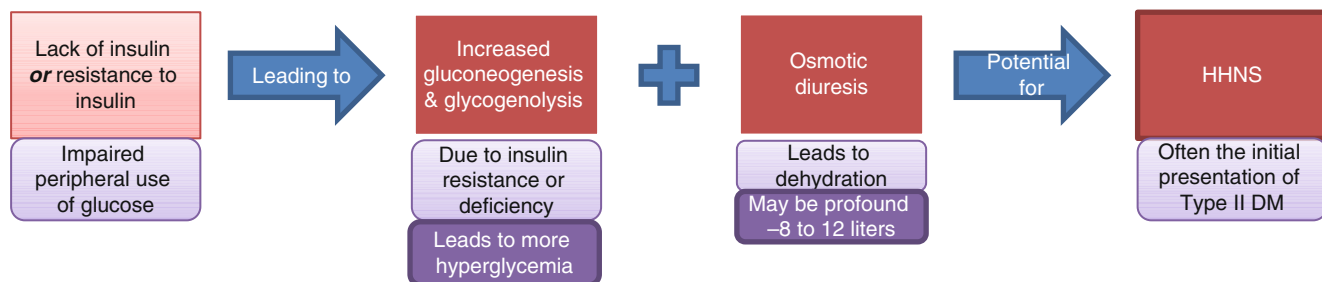 Lack of insulin
or resistance to
insulin
Impaired
peripheral use
of glucose
Leading to
Increased
gluconeogenesis
& glycogenolysis
Due to insulin
resistance or
deficiency
Leads to more
hyperglycemia
Osmotic
diuresis
Leads to
dehydration
May be profound
–8 to 12 liters
Potential
for
HHNS
Often the initial
presentation of
Type II DM